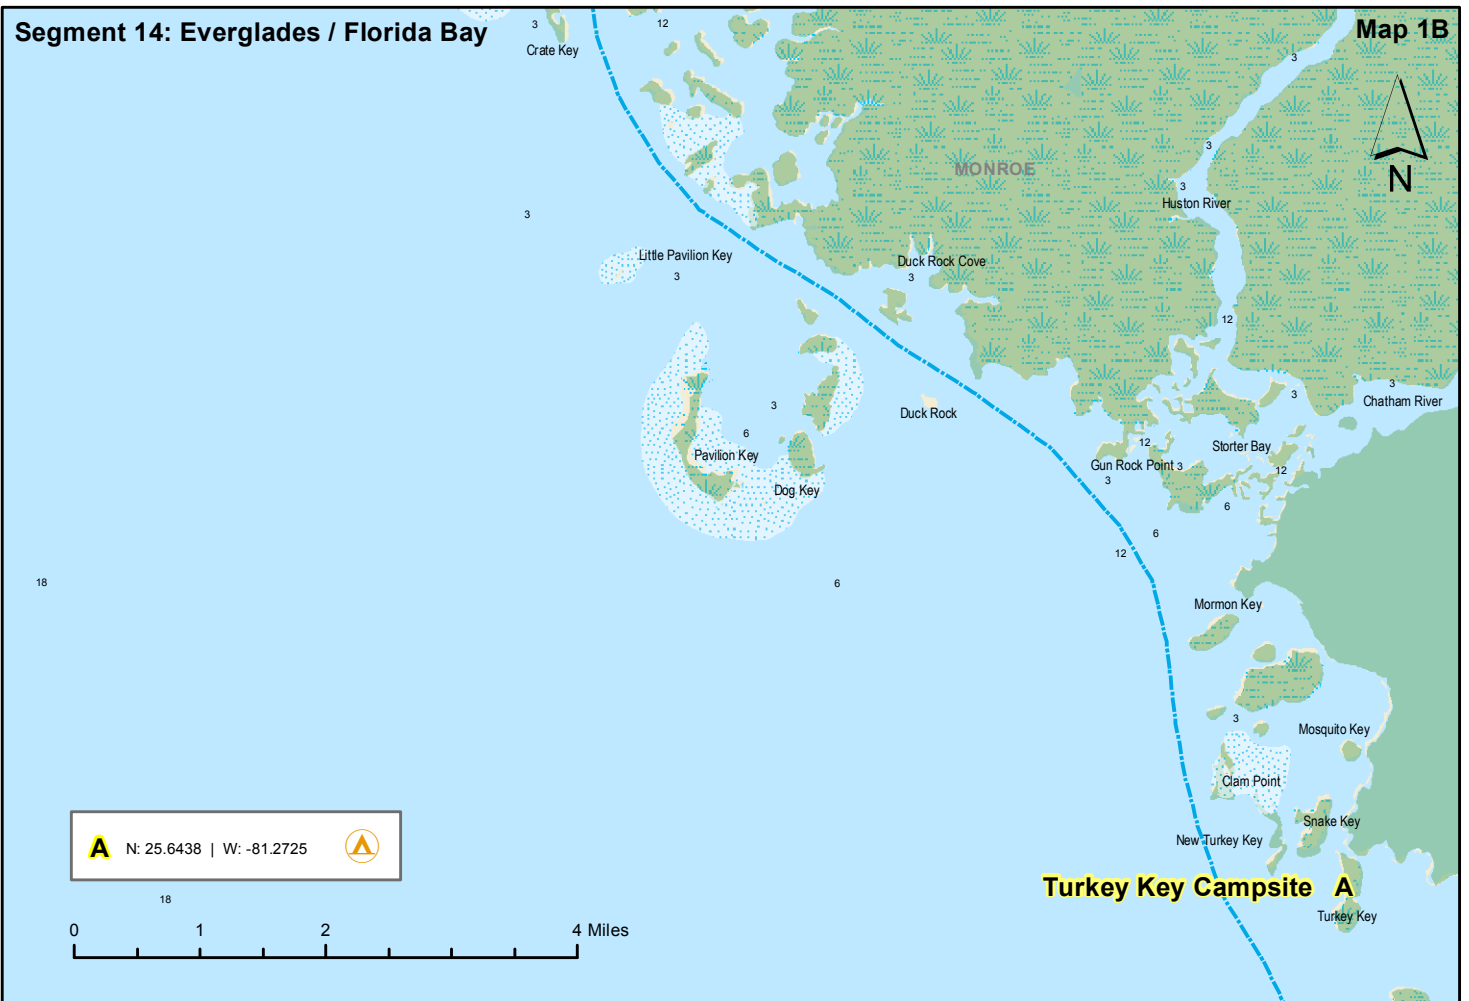 Segment 14: Everglades / Florida Bay
Map 1B
3
12
Crate Key
3
N
3
MONROE
3
Huston River
3
Little Pavilion Key
3
Duck Rock Cove
3
12
3
Chatham River
3
3
Duck Rock
6
12
Storter Bay
Pavilion Key
Gun Rock Point 3
12
Dog Key
3
6
6
12
18
6
Mormon Key
3
Mosquito Key
Clam Point
Snake Key
New Turkey Key
A N: 25.6438 | W: -81.2725
Turkey Key Campsite A
18
Turkey Key
0 1 2 4 Miles